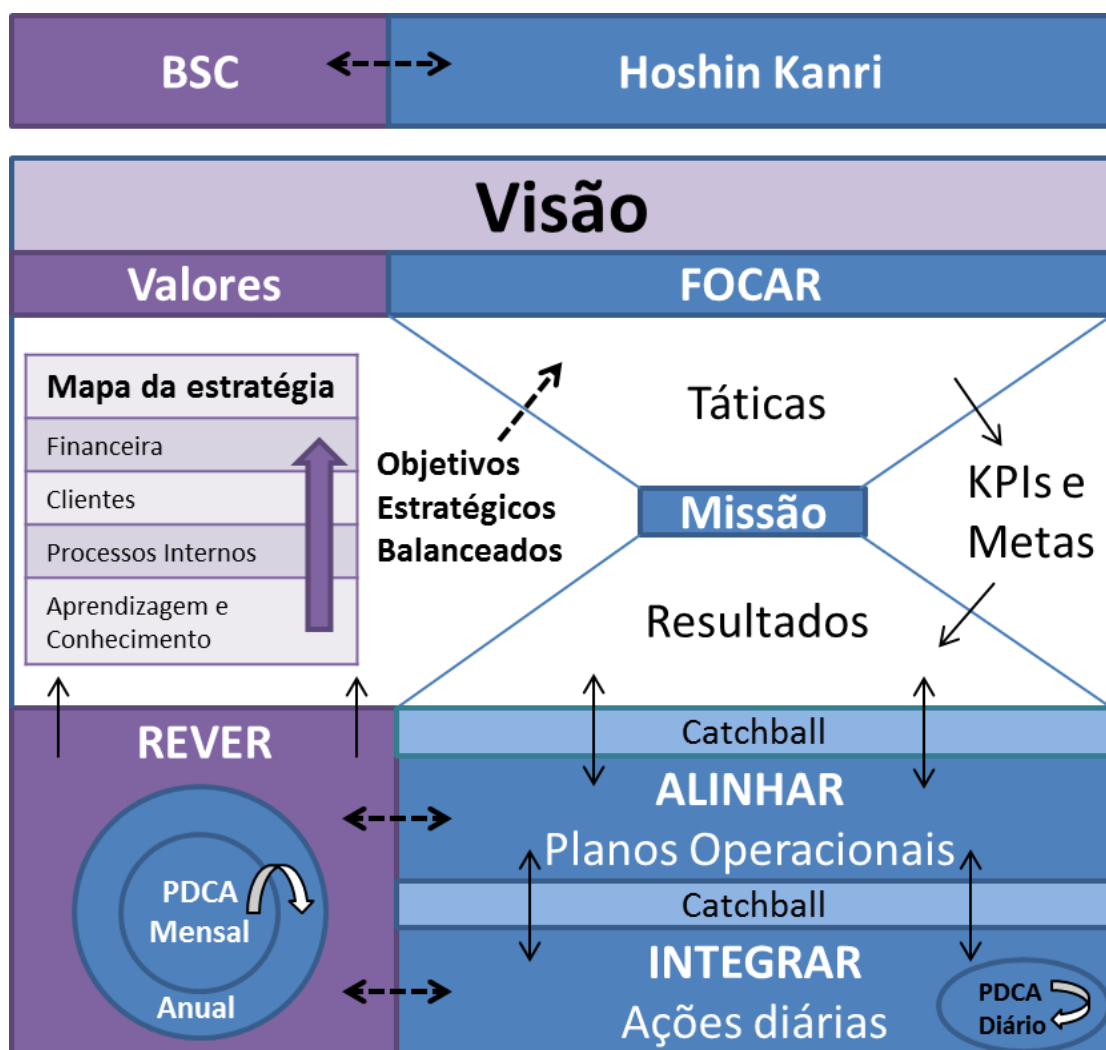 BSC
Hoshin Kanri
Visão
Valores
FOCAR
Mapa da estratégia
Financeira
Clientes
Processos Internos
Aprendizagem e
Conhecimento
Objetivos
Estratégicos
Balanceados
Táticas
Missão
KPIs e
Metas
Resultados
REVER
PDCA
Mensal
Anual
Catchball
ALINHAR
Planos Operacionais
Catchball
INTEGRAR
Ações diárias
PDCA
Diário